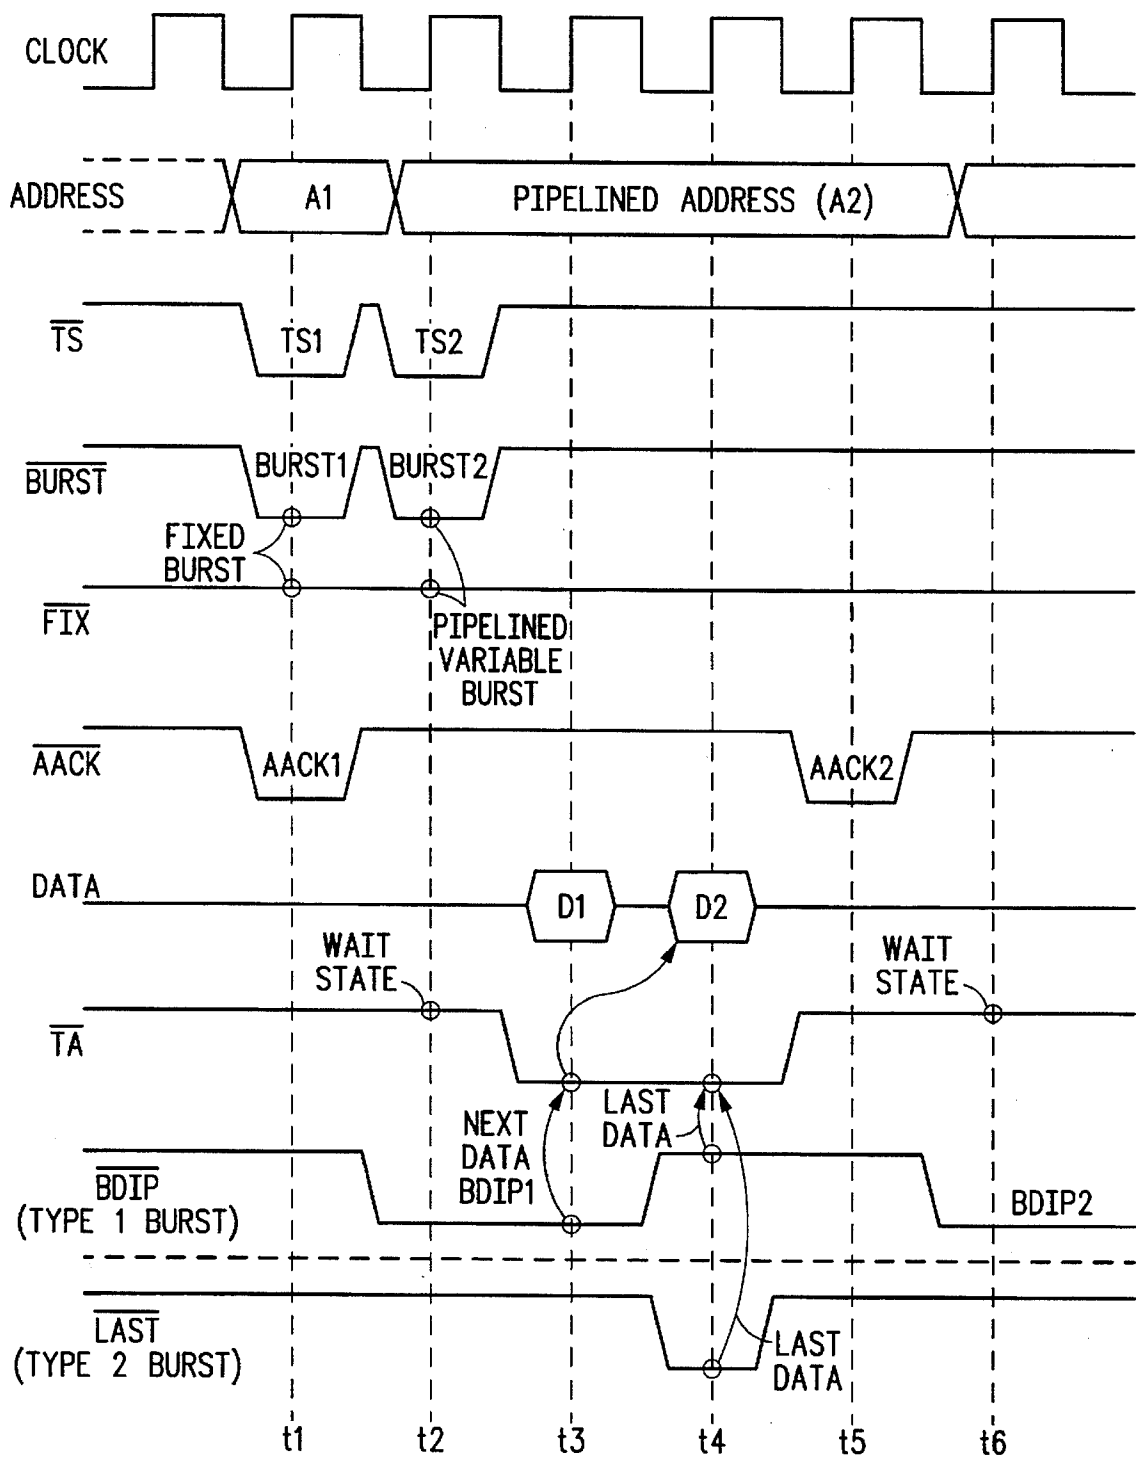 CLOCK
ADDRESS
A1
PIPELINED ADDRESS (A2)
TS
TS1
TS2
BURST
BURST1
BURST2
FIXED
BURST
FIX
PIPELINED
VARIABLE
BURST
AACK
AACK1
AACK2
DATA
D1
D2
WAIT
STATE
WAIT
STATE
TA
NEXT
DATA
BDIP1
LAST
DATA
BDIP
(TYPE 1 BURST)
BDIP2
LAST
(TYPE 2 BURST)
LAST
DATA
t1
t2
t3
t4
t5
t6